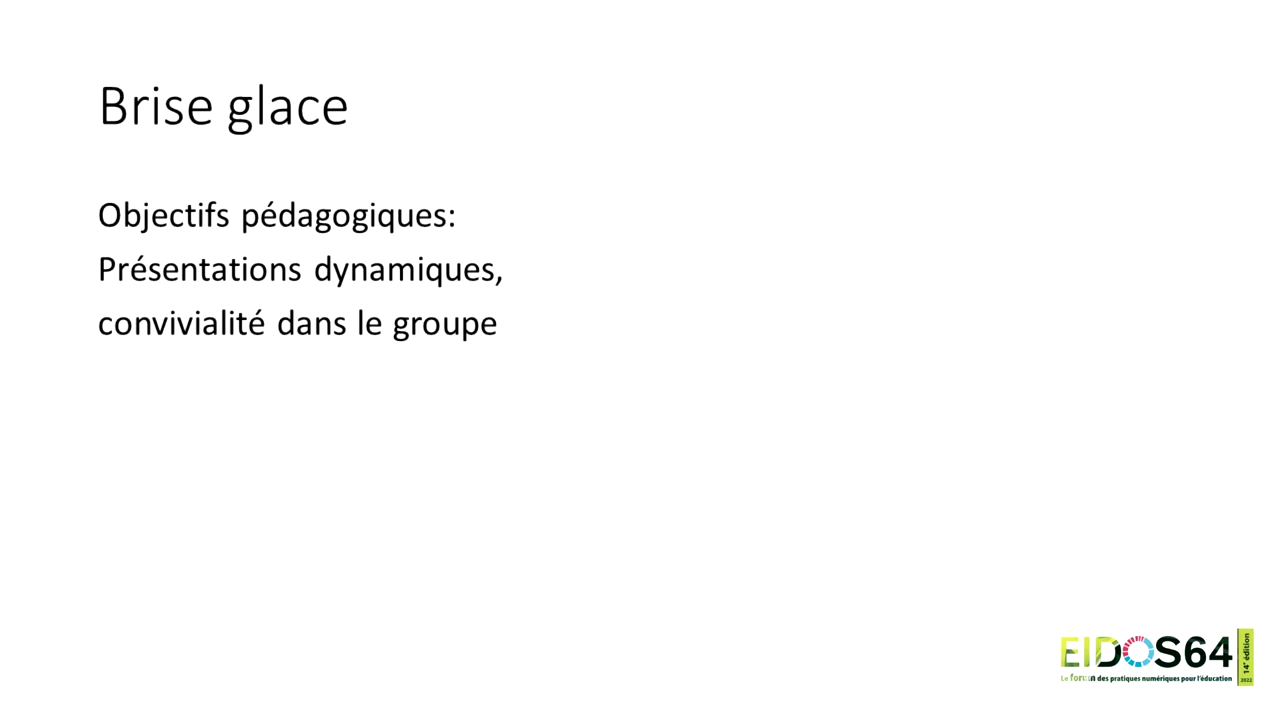 Brise glace
Objectifs pédagogiques:
Présentations dynamiques,
convivialité dans le groupe
EIDOS64
Le forum des pratiques numériques pour l'éducation
14e édition
2022